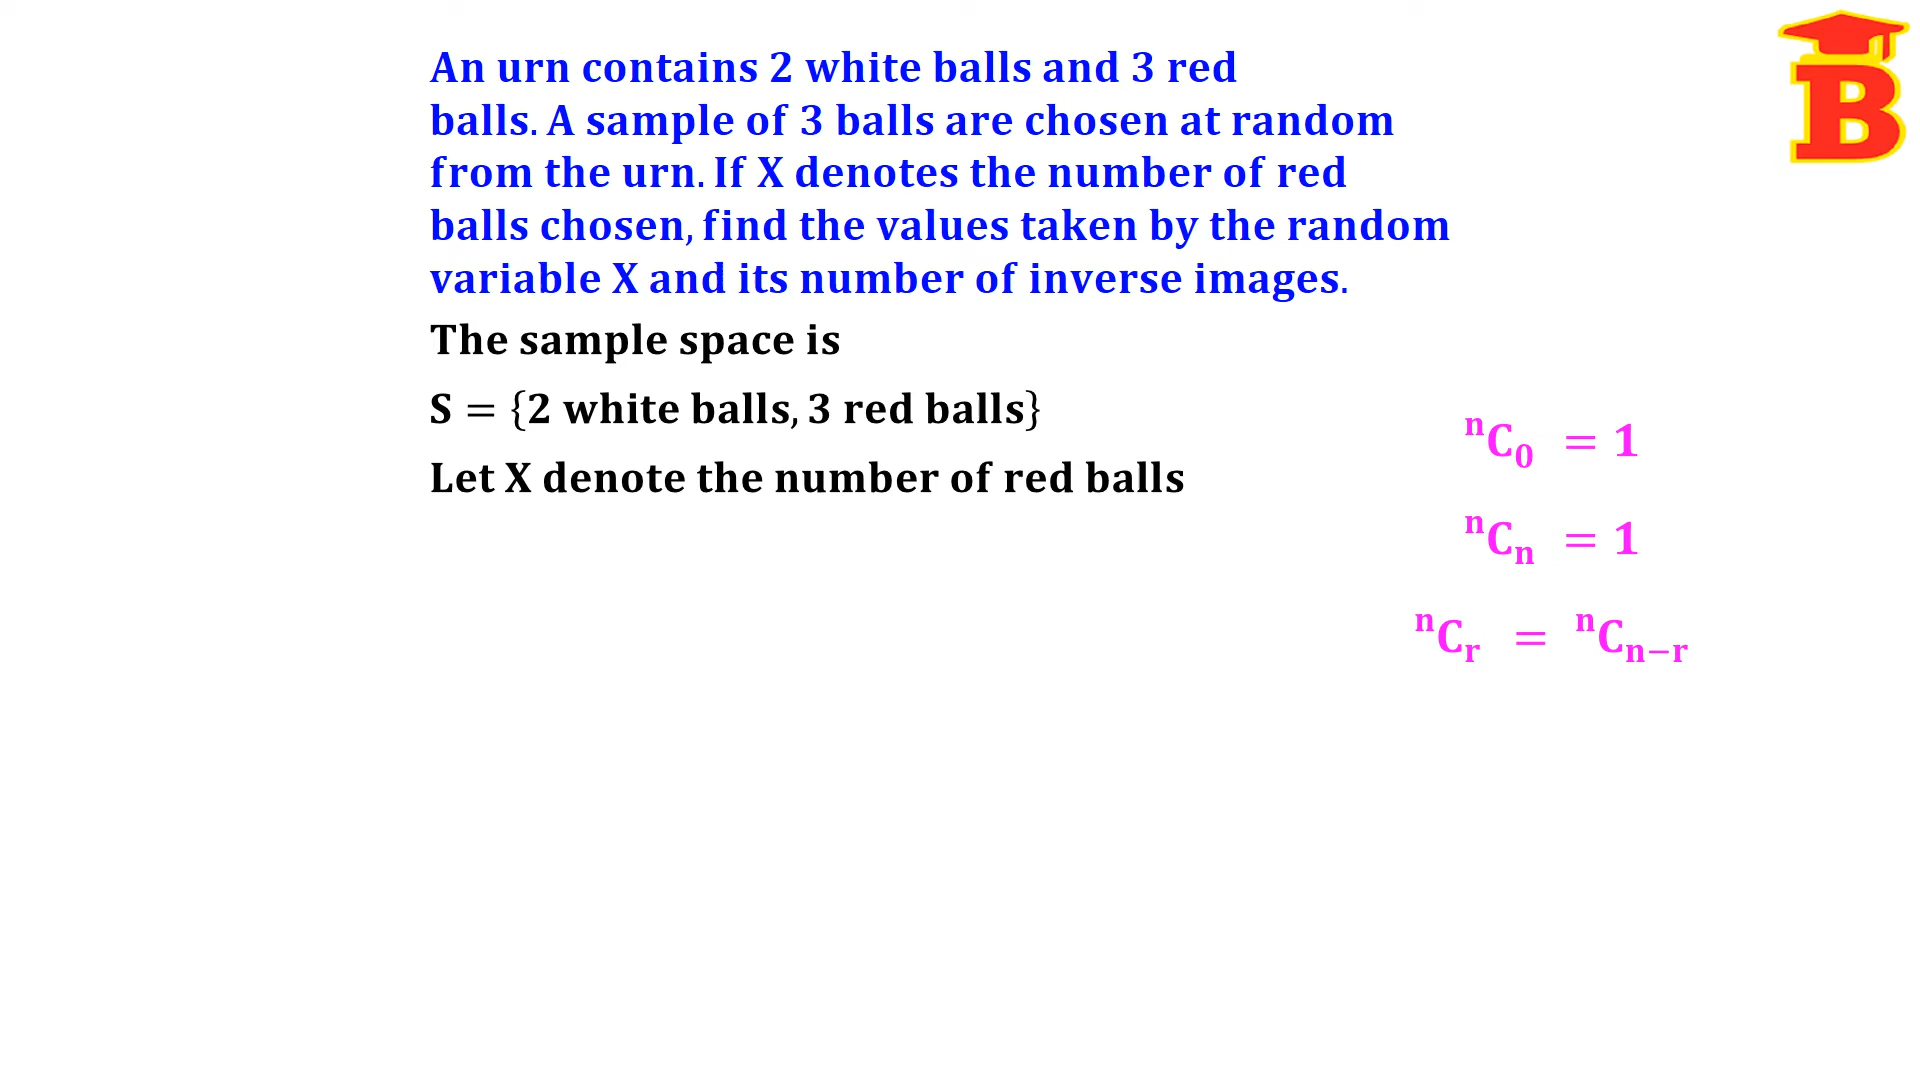 An urn contains 2 white balls and 3 red
balls. A sample of 3 balls are chosen at random
from the urn. If X denotes the number of red
balls chosen, find the values taken by the random
variable X and its number of inverse images.
The sample space is
S = {2 white balls, 3 red balls}
Let X denote the number of red balls
ⁿC₀ = 1
ⁿCₙ = 1
ⁿCᵣ = ⁿCₙ₋ᵣ
B